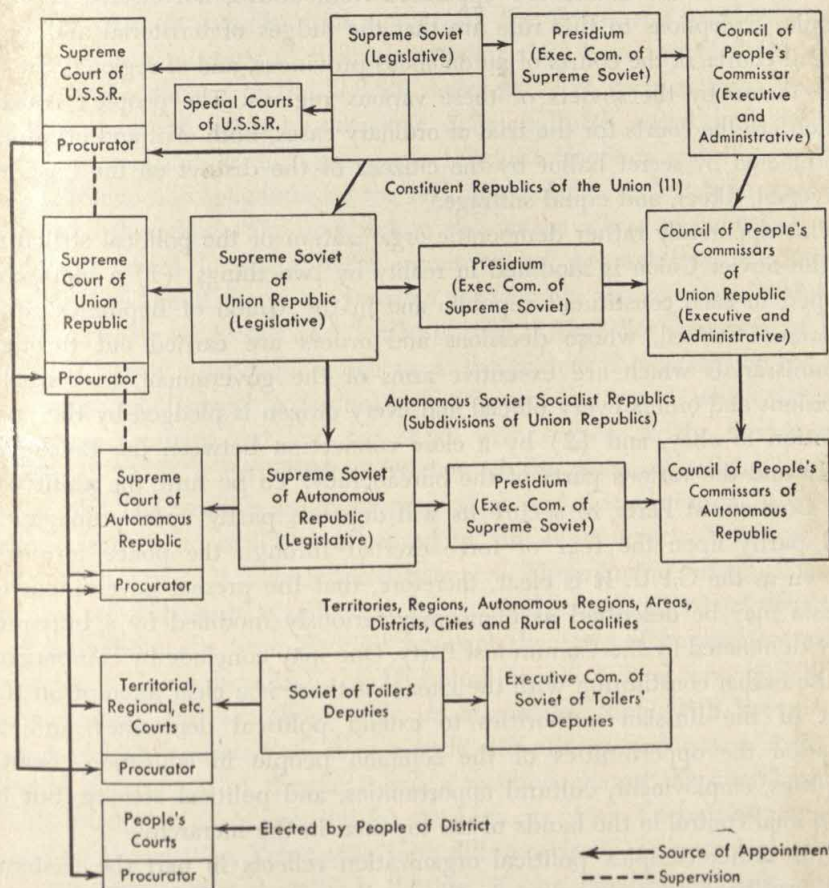 Supreme
Court of
U.S.S.R.
Procurator
Special Courts
of U.S.S.R.
Supreme Soviet
(Legislative)
Presidium
(Exec. Com. of
Supreme Soviet)
Council of
People's
Commissar
(Executive
and
Administrative)
Constituent Republics of the Union (11)
Supreme
Court of
Union
Republic
Procurator
Supreme Soviet
of
Union Republic
(Legislative)
Presidium
(Exec. Com. of
Supreme Soviet)
Council of People's
Commissars
of
Union Republic
(Executive and
Administrative)
Autonomous Soviet Socialist Republics
(Subdivisions of Union Republics)
Supreme
Court of
Autonomous
Republic
Procurator
Supreme Soviet
of Autonomous
Republic
(Legislative)
Presidium
(Exec. Com. of
Supreme Soviet)
Council of People's
Commissars of
Autonomous
Republic
Territories, Regions, Autonomous Regions, Areas,
Districts, Cities and Rural Localities
Territorial,
Regional, etc.
Courts
Procurator
Soviet of Toilers'
Deputies
Executive Com. of
Soviet of Toilers'
Deputies
People's
Courts
Procurator
Elected by People of District
Source of Appointment
Supervision